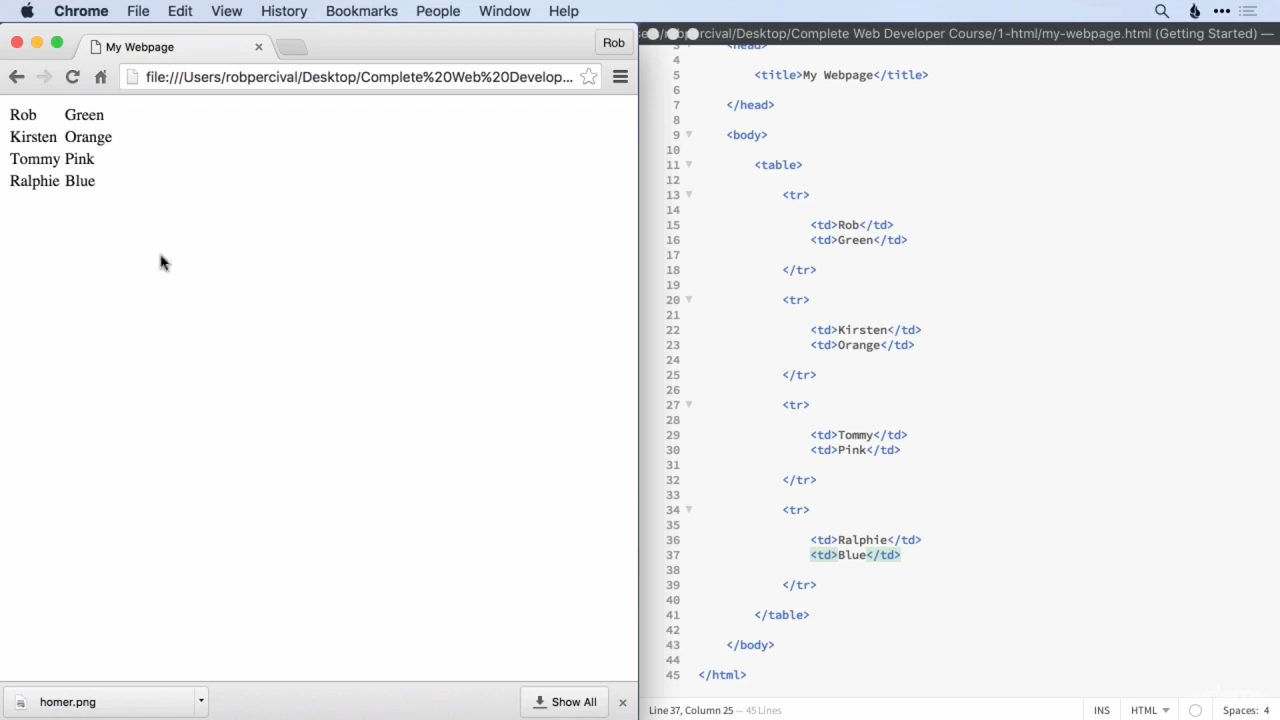 Chrome File Edit View History Bookmarks People Window Help
My Webpage
Rob
file:///Users/robpercival/Desktop/Complete%20Web%20Develop...
Rob Green
Kirsten Orange
Tommy Pink
Ralphie Blue
homer.png
Show All
/robpercival/Desktop/Complete Web Developer Course/1-html/my-webpage.html (Getting Started) —
3 <head>
4
5 <title>My Webpage</title>
6
7 </head>
8
9 <body>
10
11 <table>
12
13 <tr>
14
15 <td>Rob</td>
16 <td>Green</td>
17
18 </tr>
19
20 <tr>
21
22 <td>Kirsten</td>
23 <td>Orange</td>
24
25 </tr>
26
27 <tr>
28
29 <td>Tommy</td>
30 <td>Pink</td>
31
32 </tr>
33
34 <tr>
35
36 <td>Ralphie</td>
37 <td>Blue</td>
38
39 </tr>
40
41 </table>
42
43 </body>
44
45 </html>
Line 37, Column 25 — 45 Lines
INS HTML Spaces: 4